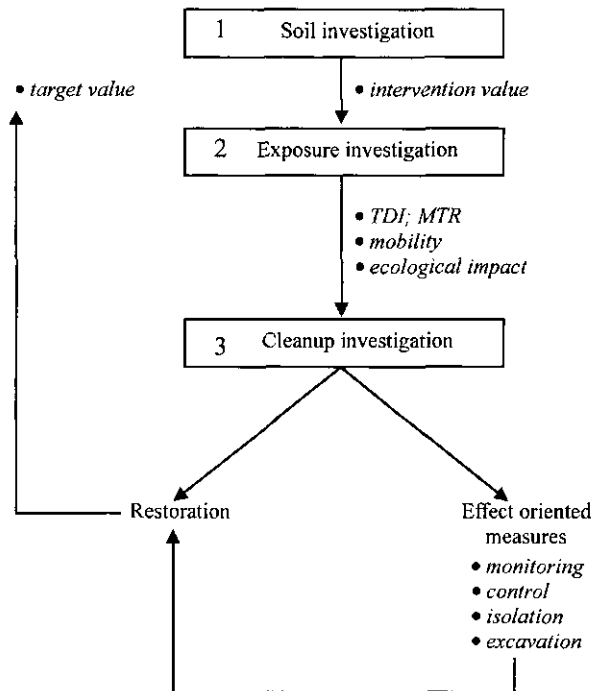 1 Soil investigation
• target value
• intervention value
2 Exposure investigation
• TDI; MTR
• mobility
• ecological impact
3 Cleanup investigation
Restoration
Effect oriented
measures
• monitoring
• control
• isolation
• excavation